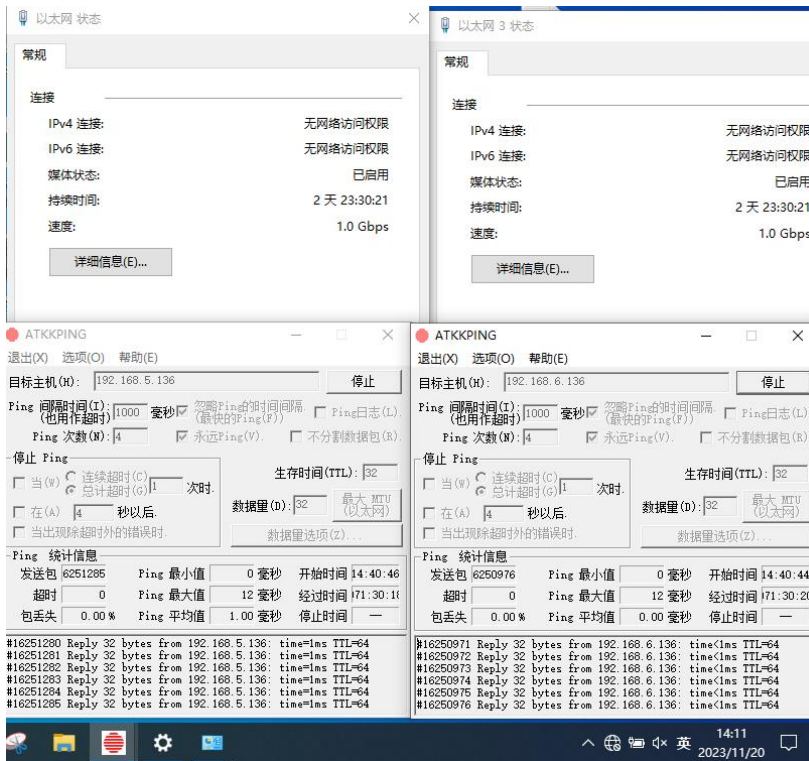 以太网 状态
常规
连接
IPv4 连接: 无网络访问权限
IPv6 连接: 无网络访问权限
媒体状态: 已启用
持续时间: 2 天 23:30:21
速度: 1.0 Gbps
详细信息(E)...
以太网 3 状态
常规
连接
IPv4 连接: 无网络访问权限
IPv6 连接: 无网络访问权限
媒体状态: 已启用
持续时间: 2 天 23:30:21
速度: 1.0 Gbps
详细信息(E)...
ATKKPING
退出(X) 选项(O) 帮助(E)
目标主机(H): 192.168.5.136 停止
Ping 间隔时间(I): 1000 毫秒 忽略Ping的时间间隔. Ping日志(L).
(也用作超时) (最快的Ping(F))
Ping 次数(N): 4 永远Ping(V). 不分割数据包(R).
停止 Ping
当(W) 连续超时(C) 1 次时. 生存时间(TTL): 32
总计超时(G)
在(A) 4 秒以后. 数据量(D): 32 最大 MTU
(以太网)
当出现除超时外的错误时. 数据量选项(Z)...
Ping 统计信息
发送包 6251285 Ping 最小值 0 毫秒 开始时间 14:40:46
超时 0 Ping 最大值 12 毫秒 经过时间 71:30:18
包丢失 0.00% Ping 平均值 1.00 毫秒 停止时间 —
#16251280 Reply 32 bytes from 192.168.5.136: time=1ms TTL=64
#16251281 Reply 32 bytes from 192.168.5.136: time=1ms TTL=64
#16251282 Reply 32 bytes from 192.168.5.136: time=1ms TTL=64
#16251283 Reply 32 bytes from 192.168.5.136: time=1ms TTL=64
#16251284 Reply 32 bytes from 192.168.5.136: time=1ms TTL=64
#16251285 Reply 32 bytes from 192.168.5.136: time=1ms TTL=64
ATKKPING
退出(X) 选项(O) 帮助(E)
目标主机(H): 192.168.6.136 停止
Ping 间隔时间(I): 1000 毫秒 忽略Ping的时间间隔. Ping日志(L).
(也用作超时) (最快的Ping(F))
Ping 次数(N): 4 永远Ping(V). 不分割数据包(R).
停止 Ping
当(W) 连续超时(C) 1 次时. 生存时间(TTL): 32
总计超时(G)
在(A) 4 秒以后. 数据量(D): 32 最大 MTU
(以太网)
当出现除超时外的错误时. 数据量选项(Z)...
Ping 统计信息
发送包 6250976 Ping 最小值 0 毫秒 开始时间 14:40:44
超时 0 Ping 最大值 12 毫秒 经过时间 71:30:20
包丢失 0.00% Ping 平均值 0.00 毫秒 停止时间 —
#16250971 Reply 32 bytes from 192.168.6.136: time<1ms TTL=64
#16250972 Reply 32 bytes from 192.168.6.136: time<1ms TTL=64
#16250973 Reply 32 bytes from 192.168.6.136: time<1ms TTL=64
#16250974 Reply 32 bytes from 192.168.6.136: time<1ms TTL=64
#16250975 Reply 32 bytes from 192.168.6.136: time<1ms TTL=64
#16250976 Reply 32 bytes from 192.168.6.136: time<1ms TTL=64
英 14:11
2023/11/20